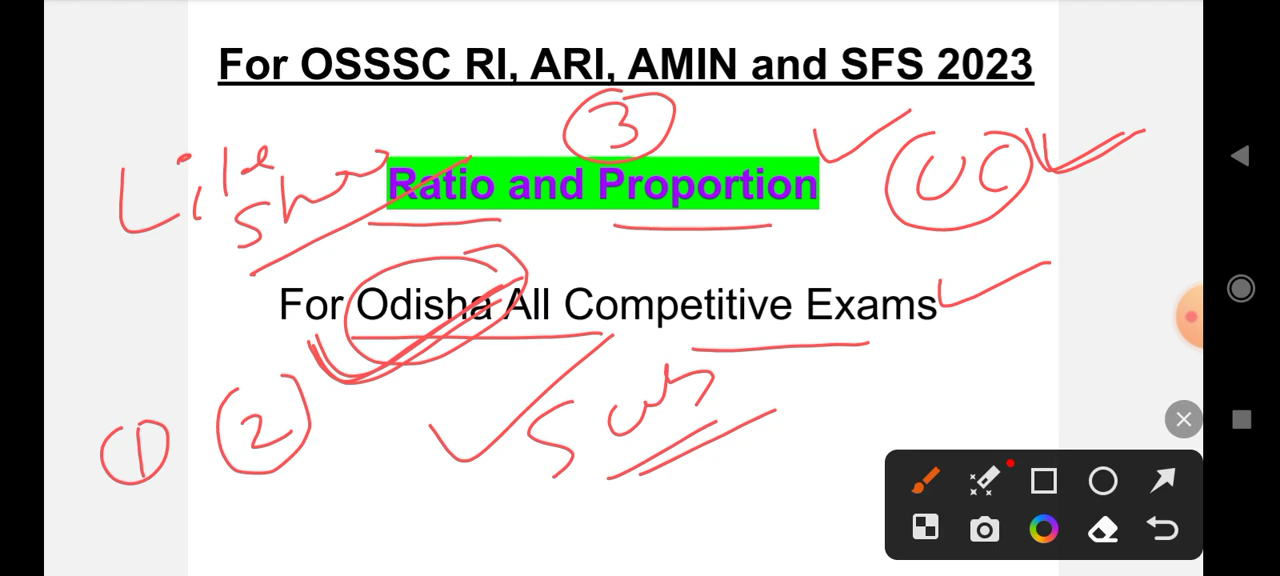 For OSSSC RI, ARI, AMIN and SFS 2023
3
Like Share
Ratio and Proportion
For Odisha All Competitive Exams
1
2
Sub